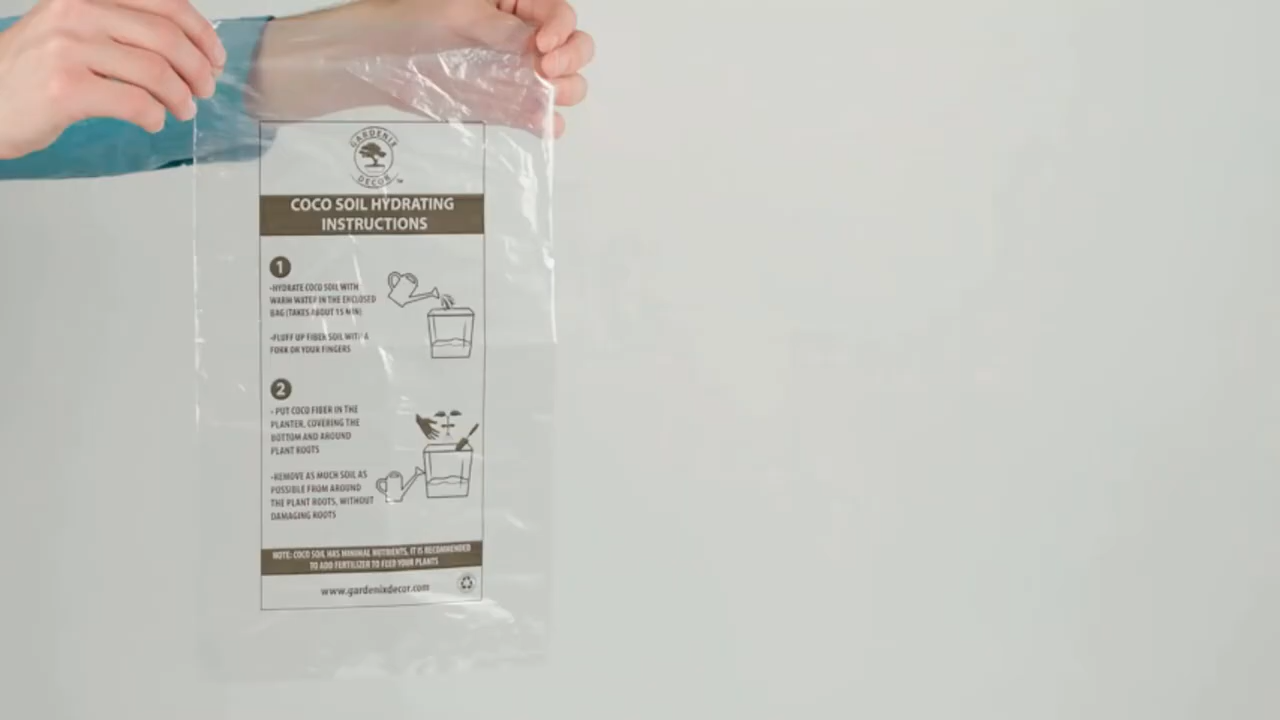 GARDENIX
DECOR™
COCO SOIL HYDRATING
INSTRUCTIONS
1
•HYDRATE COCO SOIL WITH
WARM WATER IN THE ENCLOSED
BAG (TAKES ABOUT 15 MIN)
•FLUFF UP FIBER SOIL WITH A
FORK OR YOUR FINGERS
2
• PUT COCO FIBER IN THE
PLANTER, COVERING THE
BOTTOM AND AROUND
PLANT ROOTS
•REMOVE AS MUCH SOIL AS
POSSIBLE FROM AROUND
THE PLANT ROOTS, WITHOUT
DAMAGING ROOTS
NOTE: COCO SOIL HAS MINIMAL NUTRIENTS, IT IS RECOMMENDED
TO ADD FERTILIZER TO FEED YOUR PLANTS
www.gardenixdecor.com